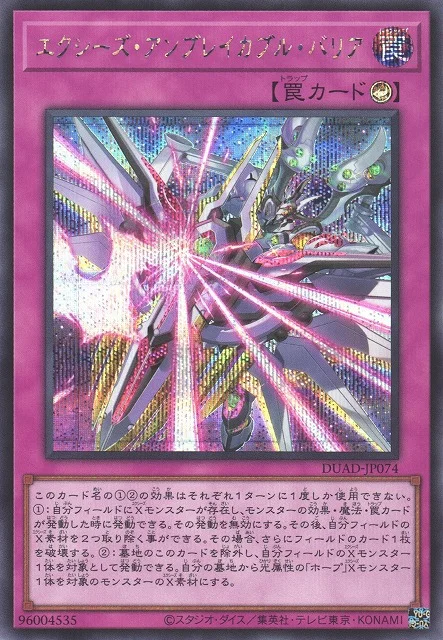 エクシーズ・アンブレイカブル・バリア
罠
トラップ
【罠カード】
DUAD-JP074
このカード名の①②の効果はそれぞれ1ターンに1度しか使用できない。
①：自分フィールドにXモンスターが存在し、モンスターの効果・魔法・罠カード
が発動した時に発動できる。その発動を無効にする。その後、自分フィールドの
X素材を2つ取り除く事ができる。その場合、さらにフィールドのカード1枚
を破壊する。②：墓地のこのカードを除外し、自分フィールドのXモンスター
1体を対象として発動できる。自分の墓地から光属性の「ホープ」Xモンスター
1体を対象のモンスターのX素材にする。
96004535
©スタジオ・ダイス／集英社・テレビ東京・KONAMI